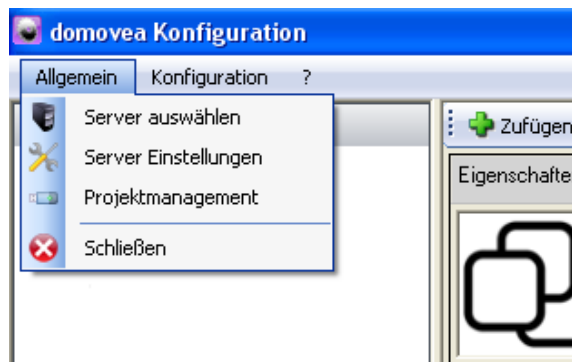 domovea Konfiguration
Allgemein Konfiguration ?
Server auswählen
Server Einstellungen
Projektmanagement
Schließen
Zufügen
Eigenschafte